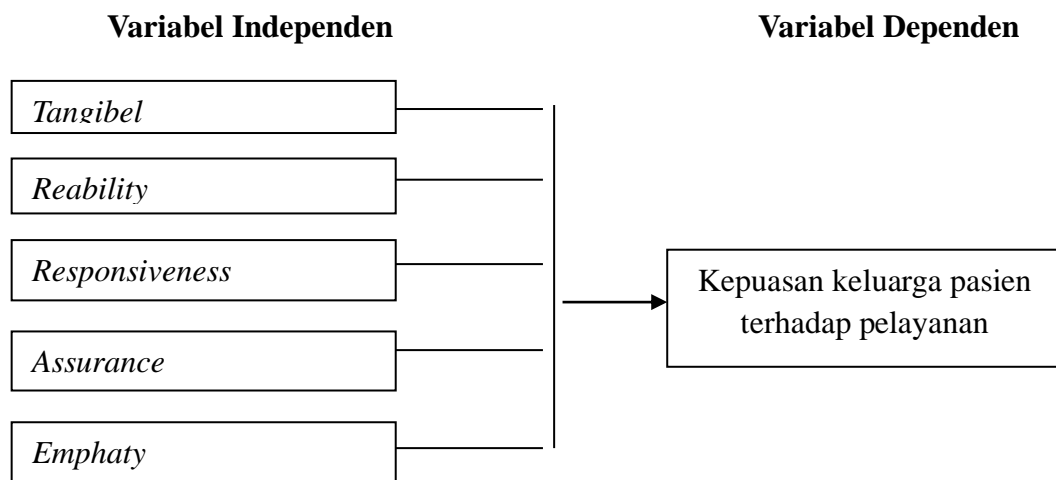 Variabel Independen
Variabel Dependen
Tangibel
Reability
Responsiveness
Assurance
Emphaty
Kepuasan keluarga pasien
terhadap pelayanan